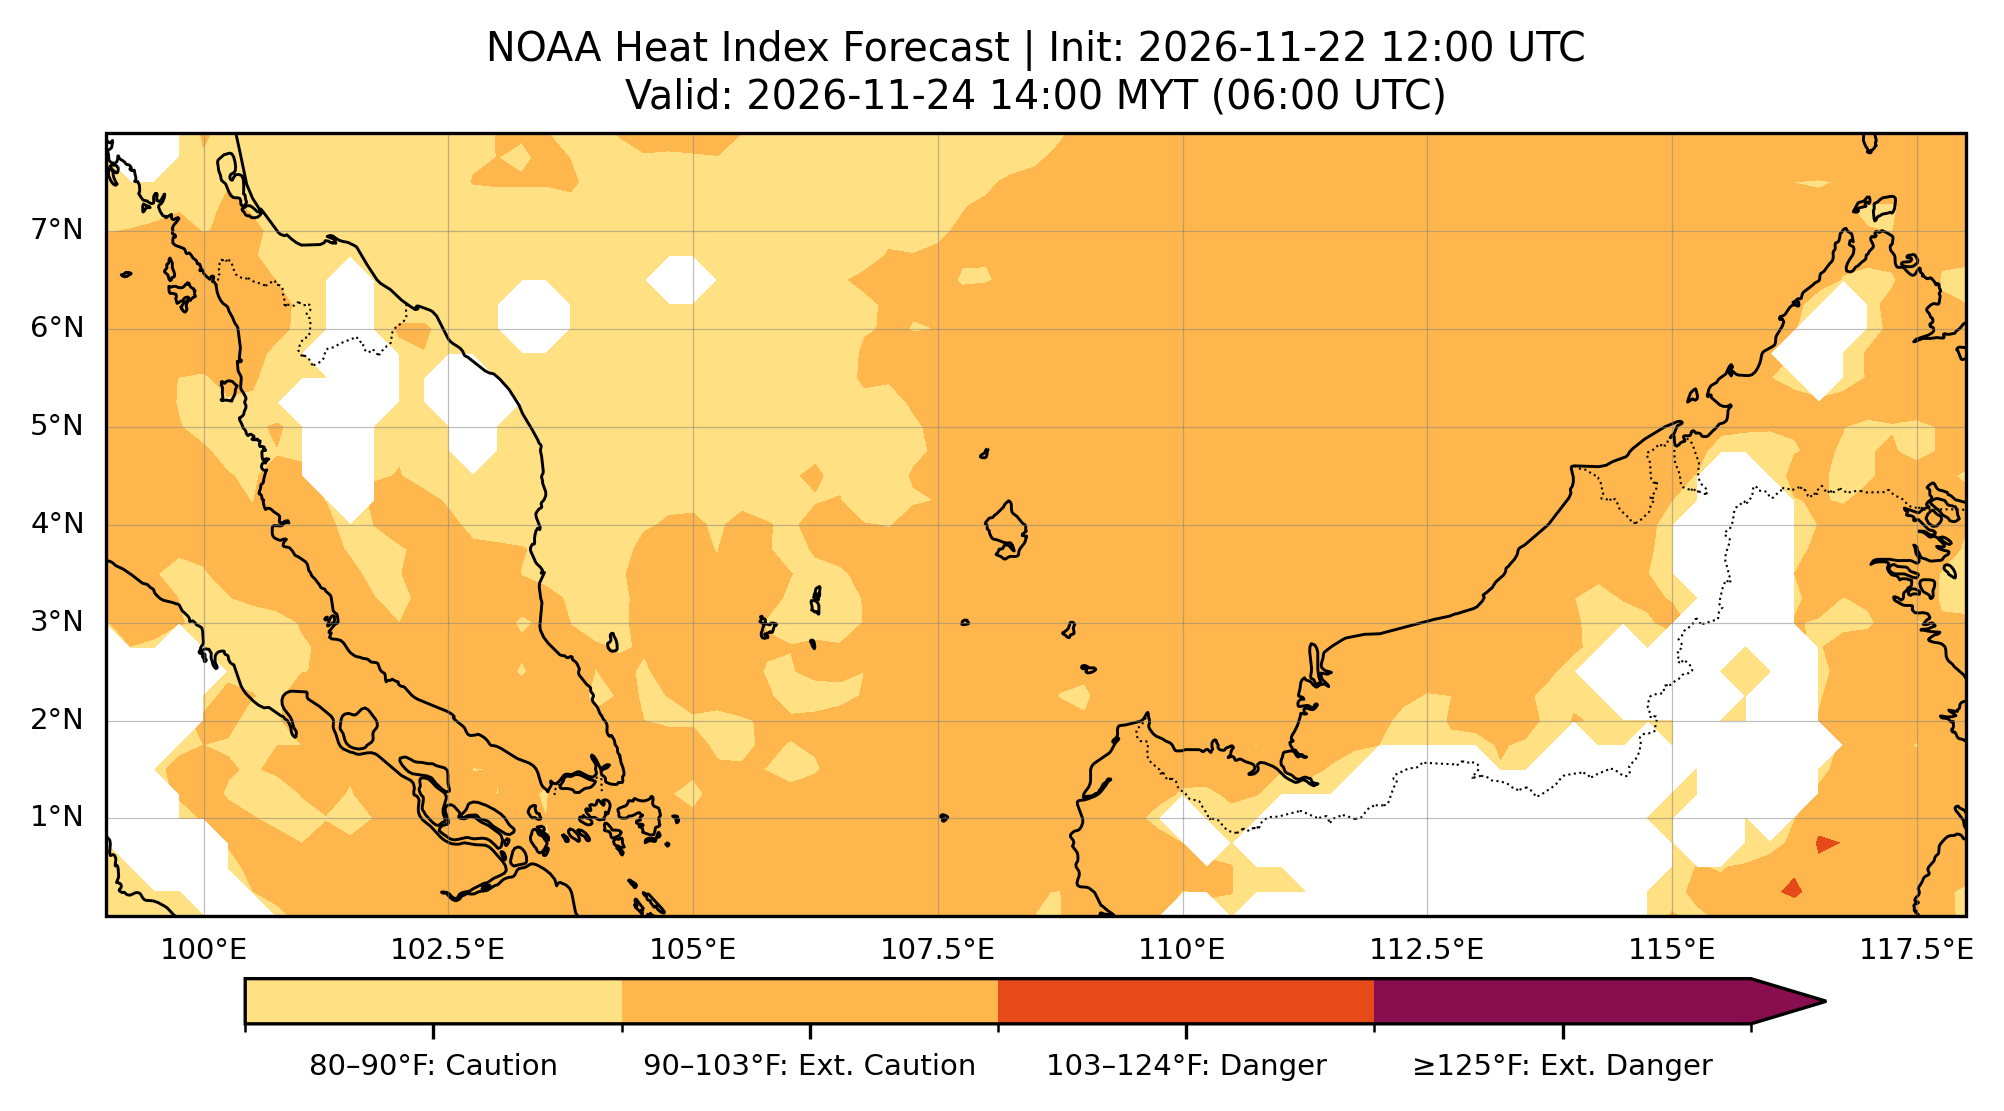 NOAA Heat Index Forecast | Init: 2026-11-22 12:00 UTC
Valid: 2026-11-24 14:00 MYT (06:00 UTC)
7°N
6°N
5°N
4°N
3°N
2°N
1°N
100°E 102.5°E 105°E 107.5°E 110°E 112.5°E 115°E 117.5°E
80–90°F: Caution 90–103°F: Ext. Caution 103–124°F: Danger ≥125°F: Ext. Danger